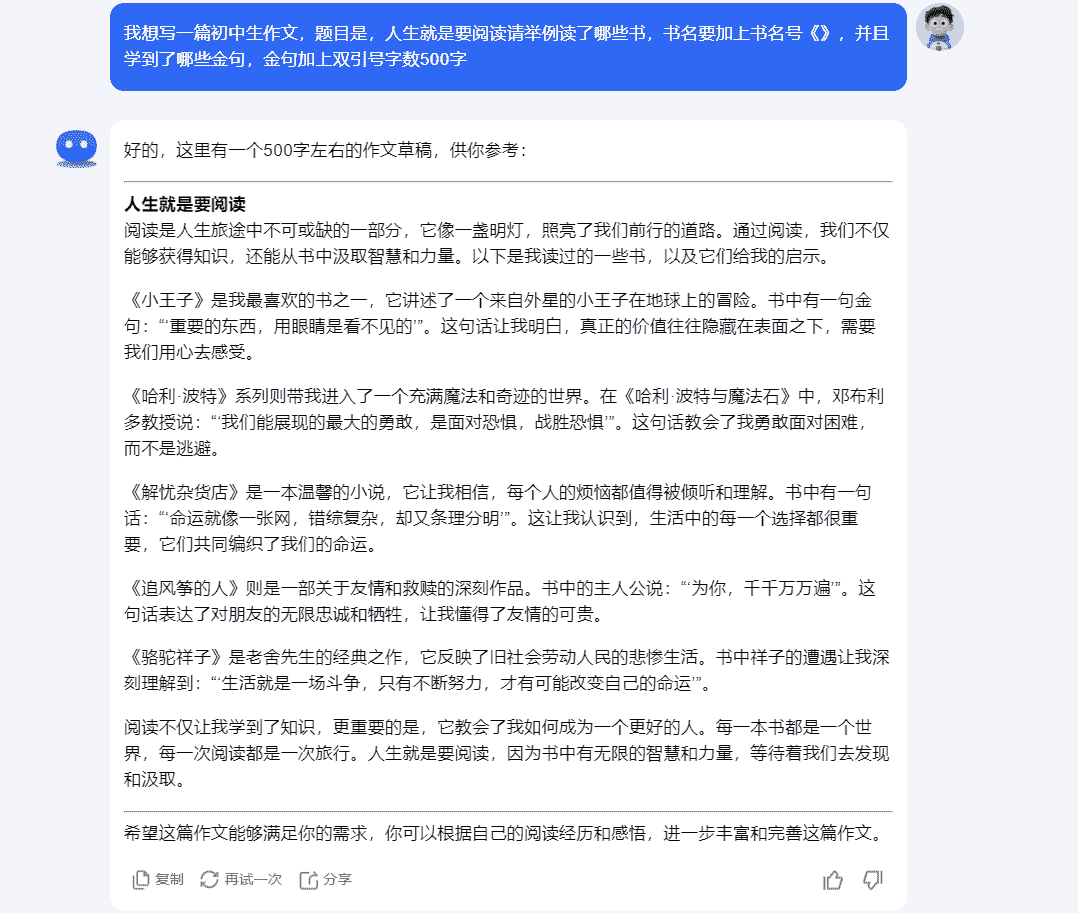 我想写一篇初中生作文，题目是，人生就是要阅读请举例读了哪些书，书名要加上书名号《》，并且
学到了哪些金句，金句加上双引号字数500字
好的，这里有一个500字左右的作文草稿，供你参考：
人生就是要阅读
阅读是人生旅途中不可或缺的一部分，它像一盏明灯，照亮了我们前行的道路。通过阅读，我们不仅
能够获得知识，还能从书中汲取智慧和力量。以下是我读过的一些书，以及它们给我的启示。
《小王子》是我最喜欢的书之一，它讲述了一个来自外星的小王子在地球上的冒险。书中有一句金
句：“‘重要的东西，用眼睛是看不见的’”。这句话让我明白，真正的价值往往隐藏在表面之下，需要
我们用心去感受。
《哈利·波特》系列则带我进入了一个充满魔法和奇迹的世界。在《哈利·波特与魔法石》中，邓布利
多教授说：“‘我们能展现的最大的勇敢，是面对恐惧，战胜恐惧’”。这句话教会了我勇敢面对困难，
而不是逃避。
《解忧杂货店》是一本温馨的小说，它让我相信，每个人的烦恼都值得被倾听和理解。书中有一句
话：“‘命运就像一张网，错综复杂，却又条理分明’”。这让我认识到，生活中的每一个选择都很重
要，它们共同编织了我们的命运。
《追风筝的人》则是一部关于友情和救赎的深刻作品。书中的主人公说：“‘为你，千千万万遍’”。这
句话表达了对朋友的无限忠诚和牺牲，让我懂得了友情的可贵。
《骆驼祥子》是老舍先生的经典之作，它反映了旧社会劳动人民的悲惨生活。书中祥子的遭遇让我深
刻理解到：“‘生活就是一场斗争，只有不断努力，才有可能改变自己的命运’”。
阅读不仅让我学到了知识，更重要的是，它教会了我如何成为一个更好的人。每一本书都是一个世
界，每一次阅读都是一次旅行。人生就是要阅读，因为书中有无限的智慧和力量，等待着我们去发现
和汲取。
希望这篇作文能够满足你的需求，你可以根据自己的阅读经历和感悟，进一步丰富和完善这篇作文。
复制 再试一次 分享